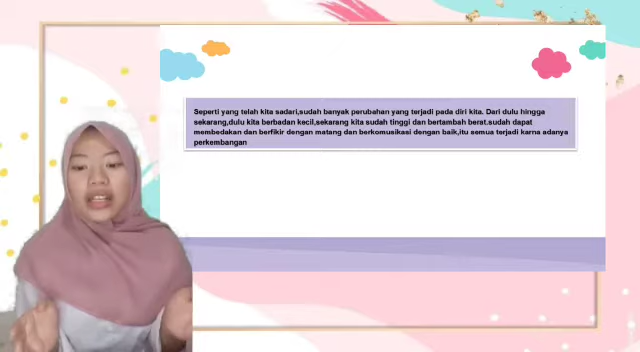 Seperti yang telah kita sadari,sudah banyak perubahan yang terjadi pada diri kita. Dari dulu hingga
sekarang,dulu kita berbadan kecil,sekarang kita sudah tinggi dan bertambah berat.sudah dapat
membedakan dan berfikir dengan matang dan berkomusikasi dengan baik,itu semua terjadi karna adanya
perkembangan